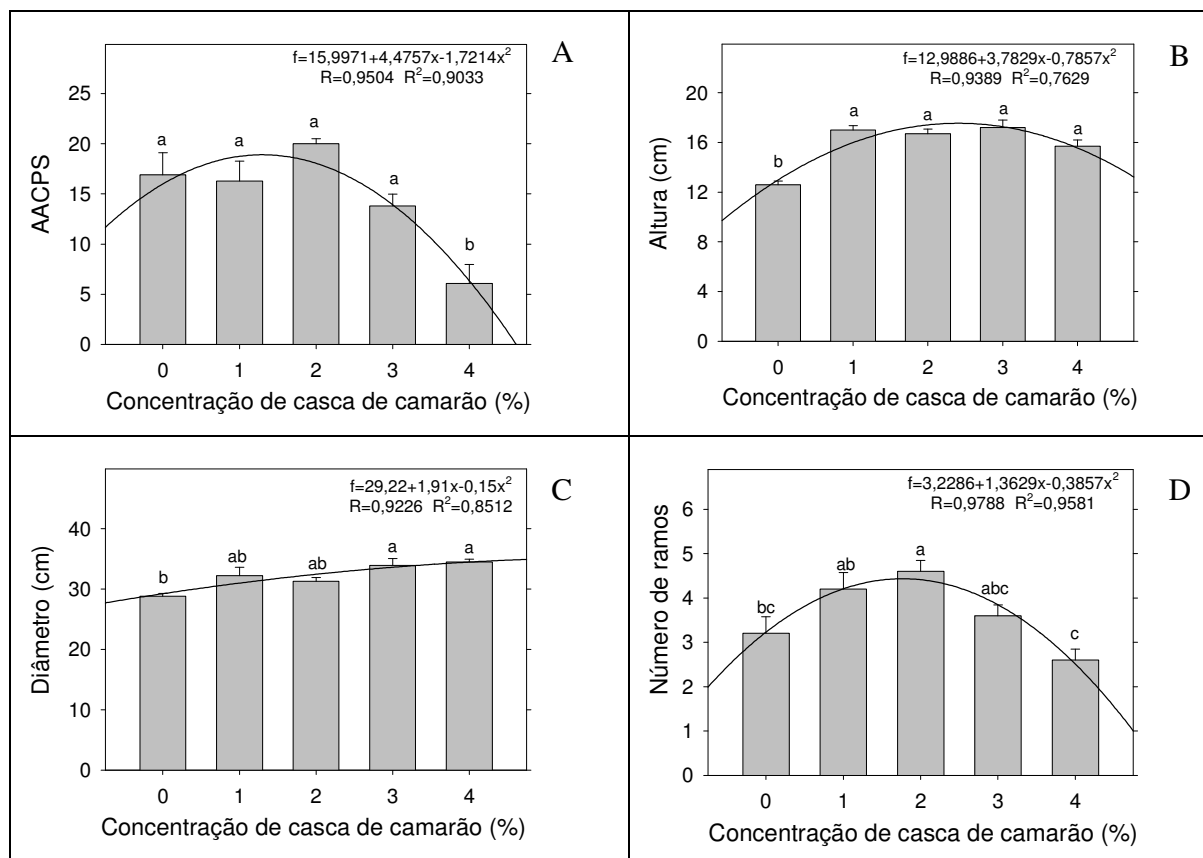 f=15,9971+4,4757x-1,7214x²
R=0,9504 R²=0,9033
A
25
20
15
10
5
0
AACPS
a
a
a
a
b
0 1 2 3 4
Concentração de casca de camarão (%)
f=12,9886+3,7829x-0,7857x²
R=0,9389 R²=0,7629
B
20
16
12
8
4
0
Altura (cm)
b
a
a
a
a
0 1 2 3 4
Concentração de casca de camarão (%)
f=29,22+1,91x-0,15x²
R=0,9226 R²=0,8512
C
40
30
20
10
0
Diâmetro (cm)
b
ab
ab
a
a
0 1 2 3 4
Concentração de casca de camarão (%)
f=3,2286+1,3629x-0,3857x²
R=0,9788 R²=0,9581
D
6
5
4
3
2
1
0
Número de ramos
bc
ab
a
abc
c
0 1 2 3 4
Concentração de casca de camarão (%)